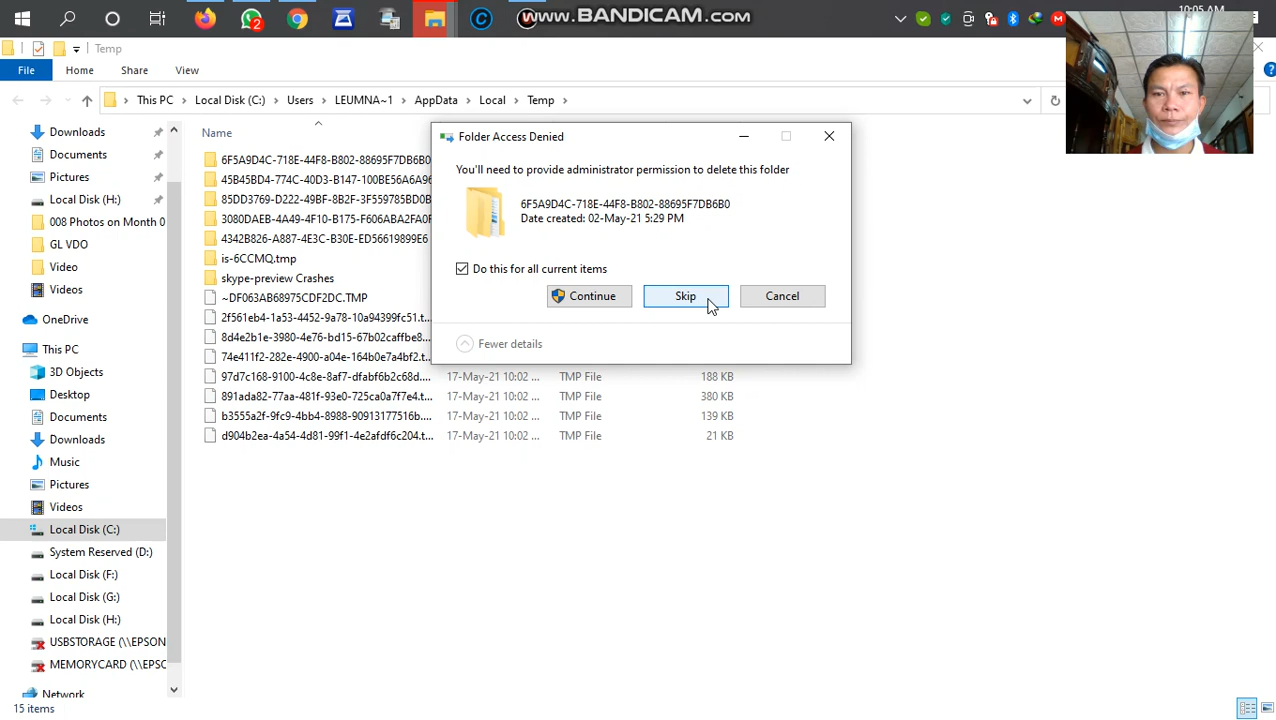 2
www.BANDICAM.com
10:05 AM
Temp
File Home Share View
This PC Local Disk (C:) Users LEUMNA~1 AppData Local Temp
Downloads
Documents
Pictures
Local Disk (H:)
008 Photos on Month 0
GL VDO
Video
Videos
OneDrive
This PC
3D Objects
Desktop
Documents
Downloads
Music
Pictures
Videos
Local Disk (C:)
System Reserved (D:)
Local Disk (F:)
Local Disk (G:)
Local Disk (H:)
USBSTORAGE (\\EPSON
MEMORYCARD (\\EPSC
Network
15 items
Name
6F5A9D4C-718E-44F8-B802-88695F7DB6B0
45B45BD4-774C-40D3-B147-100BE56A6A96
85DD3769-D222-49BF-8B2F-3F559785BD0B
3080DAEB-4A49-4F10-B175-F606ABA2FA0F
4342B826-A887-4E3C-B30E-ED56619899E6
is-6CCMQ.tmp
skype-preview Crashes
~DF063AB68975CDF2DC.TMP
2f561eb4-1a53-4452-9a78-10a94399fc51.t...
8d4e2b1e-3980-4e76-bd15-67b02caffbe8...
74e411f2-282e-4900-a04e-164b0e7a4bf2.t...
97d7c168-9100-4c8e-8af7-dfabf6b2c68d.... 17-May-21 10:02 ... TMP File 188 KB
891ada82-77aa-481f-93e0-725ca0a7f7e4.t... 17-May-21 10:02 ... TMP File 380 KB
b3555a2f-9fc9-4bb4-8988-90913177516b.... 17-May-21 10:02 ... TMP File 139 KB
d904b2ea-4a54-4d81-99f1-4e2afdf6c204.t... 17-May-21 10:02 ... TMP File 21 KB
Folder Access Denied
You'll need to provide administrator permission to delete this folder
6F5A9D4C-718E-44F8-B802-88695F7DB6B0
Date created: 02-May-21 5:29 PM
Do this for all current items
Continue Skip Cancel
Fewer details